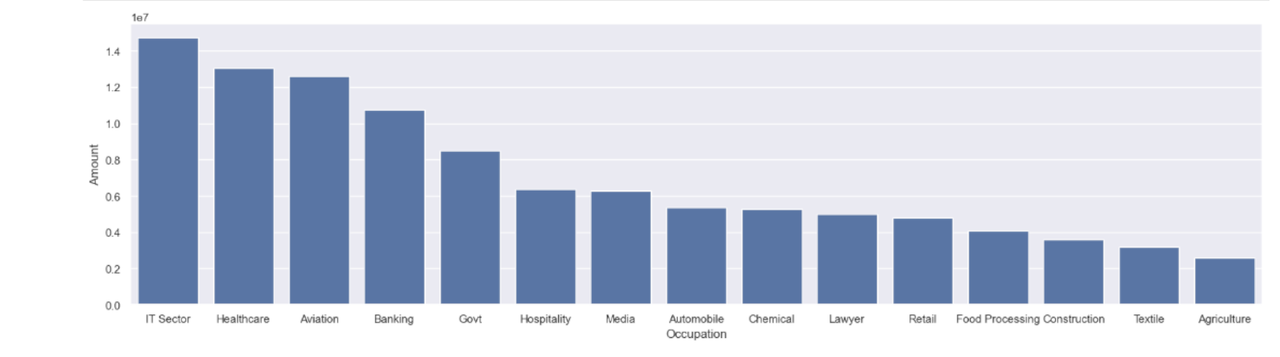 1e7
1.4
1.2
1.0
0.8
0.6
0.4
0.2
0.0
Amount
IT Sector Healthcare Aviation Banking Govt Hospitality Media Automobile Chemical Lawyer Retail Food Processing Construction Textile Agriculture
Occupation